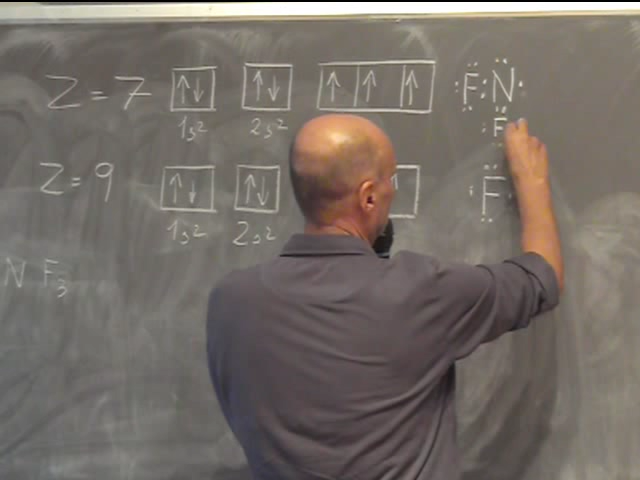 Z = 7 ↑↓ ↑↓ ↑ ↑ ↑ :F̈:N̈·
1s² 2s²
:F
Z = 9 ↑↓ ↑↓ ↑ :F̈
1s² 2s²
N F₃